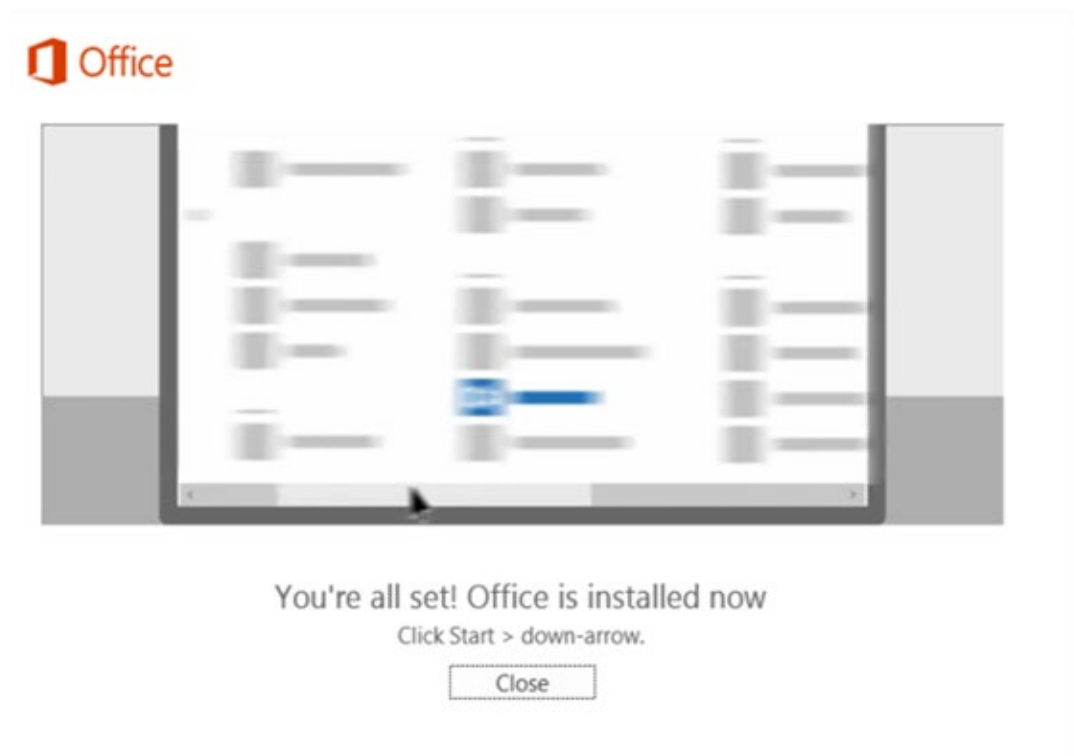 Office
You're all set! Office is installed now
Click Start > down-arrow.
Close